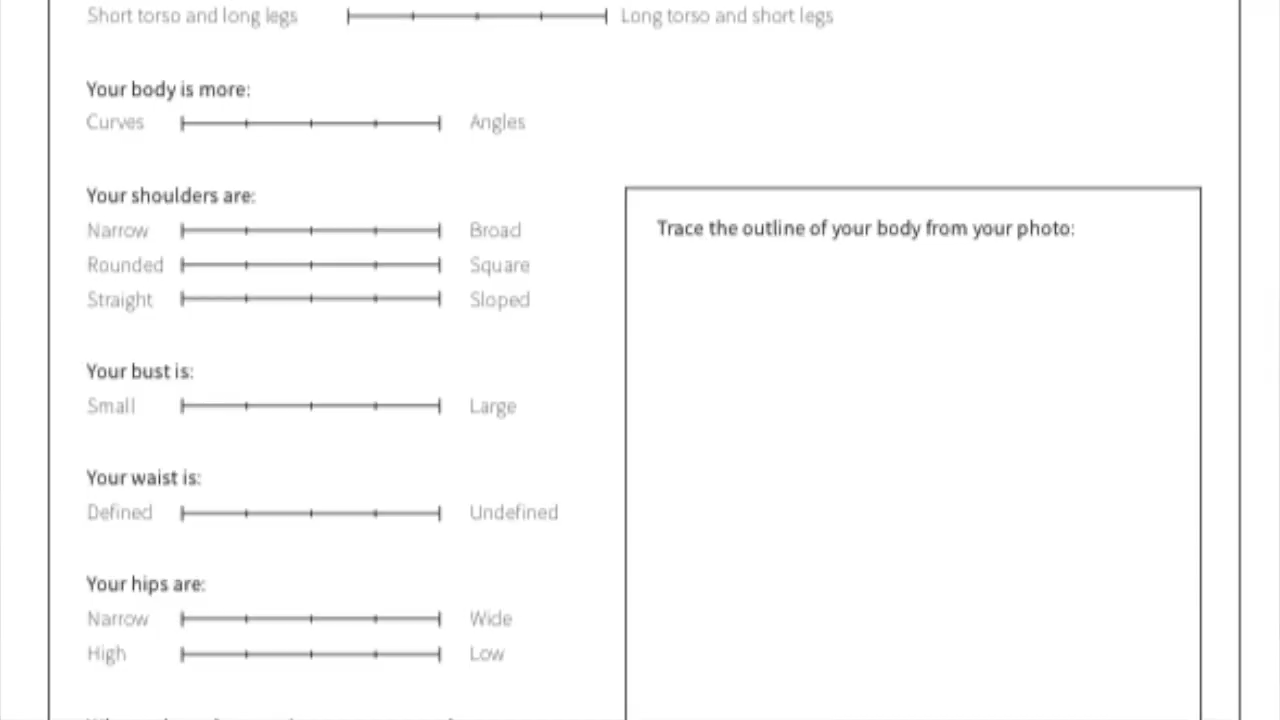 Short torso and long legs Long torso and short legs
Your body is more:
Curves Angles
Your shoulders are:
Narrow Broad
Rounded Square
Straight Sloped
Trace the outline of your body from your photo:
Your bust is:
Small Large
Your waist is:
Defined Undefined
Your hips are:
Narrow Wide
High Low